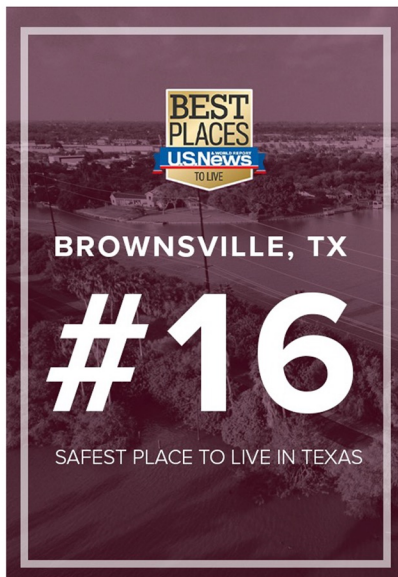 BEST
PLACES
U.S.News
& WORLD REPORT
TO LIVE
BROWNSVILLE, TX
#16
SAFEST PLACE TO LIVE IN TEXAS